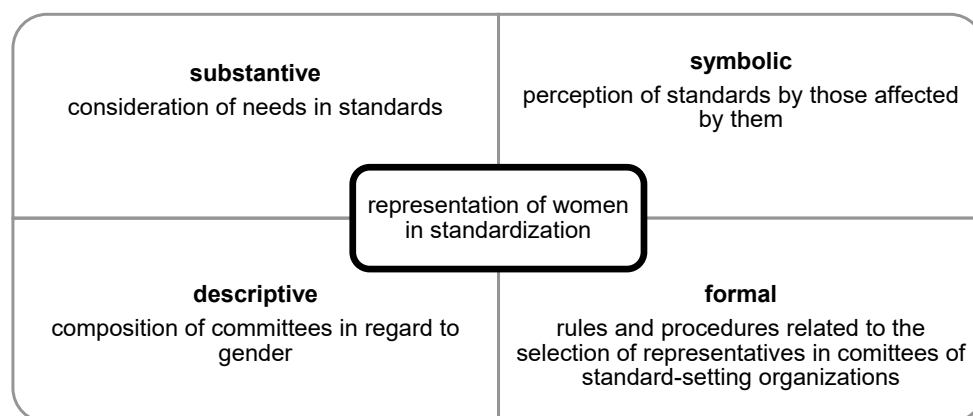 substantive
consideration of needs in standards
symbolic
perception of standards by those affected
by them
representation of women
in standardization
descriptive
composition of committees in regard to
gender
formal
rules and procedures related to the
selection of representatives in comittees of
standard-setting organizations